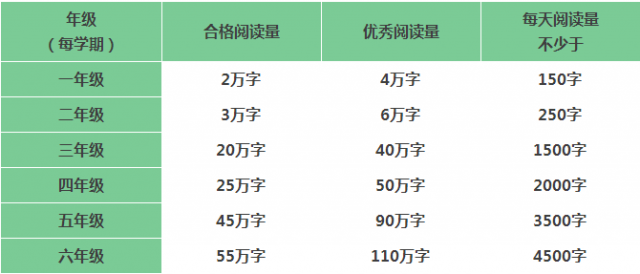 年级 合格阅读量 优秀阅读量 每天阅读量
（每学期） 不少于
一年级 2万字 4万字 150字
二年级 3万字 6万字 250字
三年级 20万字 40万字 1500字
四年级 25万字 50万字 2000字
五年级 45万字 90万字 3500字
六年级 55万字 110万字 4500字